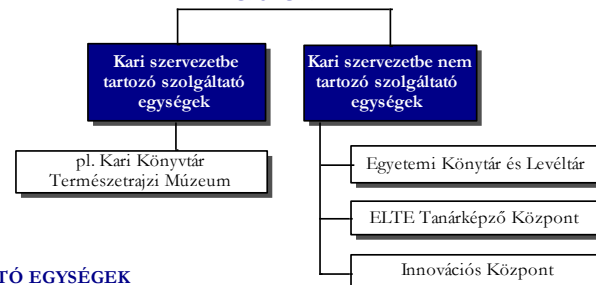 Kari szervezetbe
tartozó szolgáltató
egységek
Kari szervezetbe nem
tartozó szolgáltató
egységek
pl. Kari Könyvtár
Természetrajzi Múzeum
Egyetemi Könytár és Levéltár
ELTE Tanárképző Központ
Innovációs Központ
EGYSÉGEK